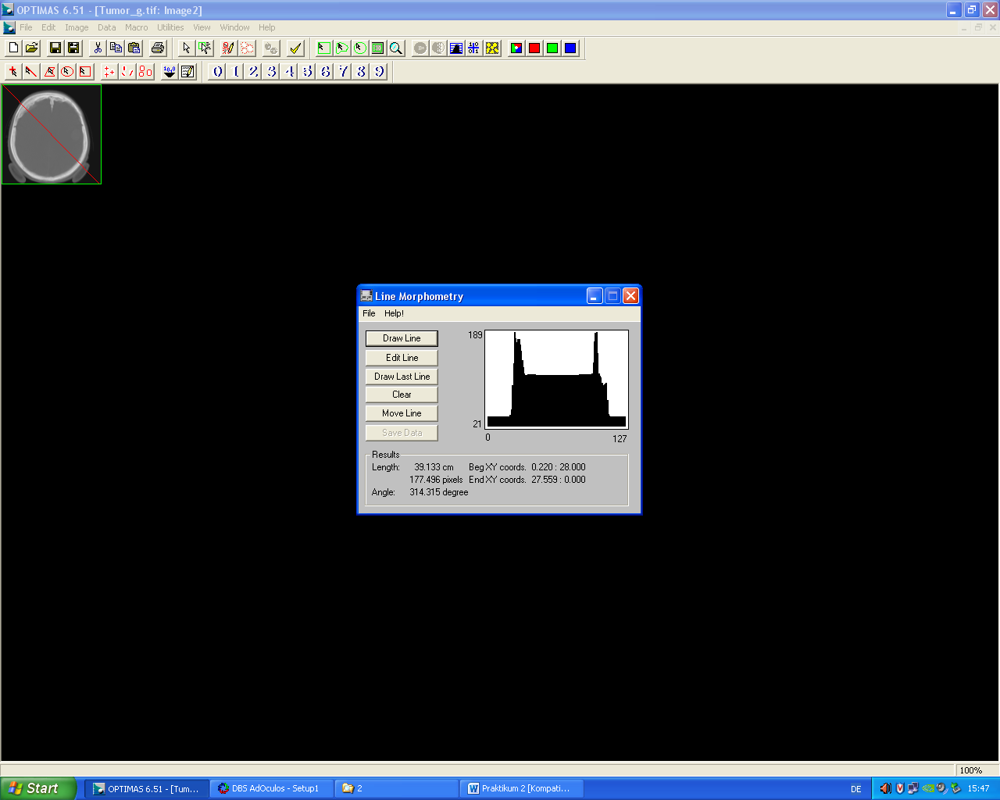 OPTIMAS 6.51 - [Tumor_g.tif: Image2]
File Edit Image Data Macro Utilities View Window Help
0 1 2 3 4 5 6 7 8 9
Line Morphometry
File Help!
Draw Line
Edit Line
Draw Last Line
Clear
Move Line
Save Data
189
21
0 127
Results
Length: 39.133 cm Beg XY coords. 0.220 : 28.000
177.496 pixels End XY coords. 27.559 : 0.000
Angle: 314.315 degree
100%
Start OPTIMAS 6.51 - [Tum... DBS AdOculos - Setup1 2 Praktikum 2 [Kompati... DE 15:47